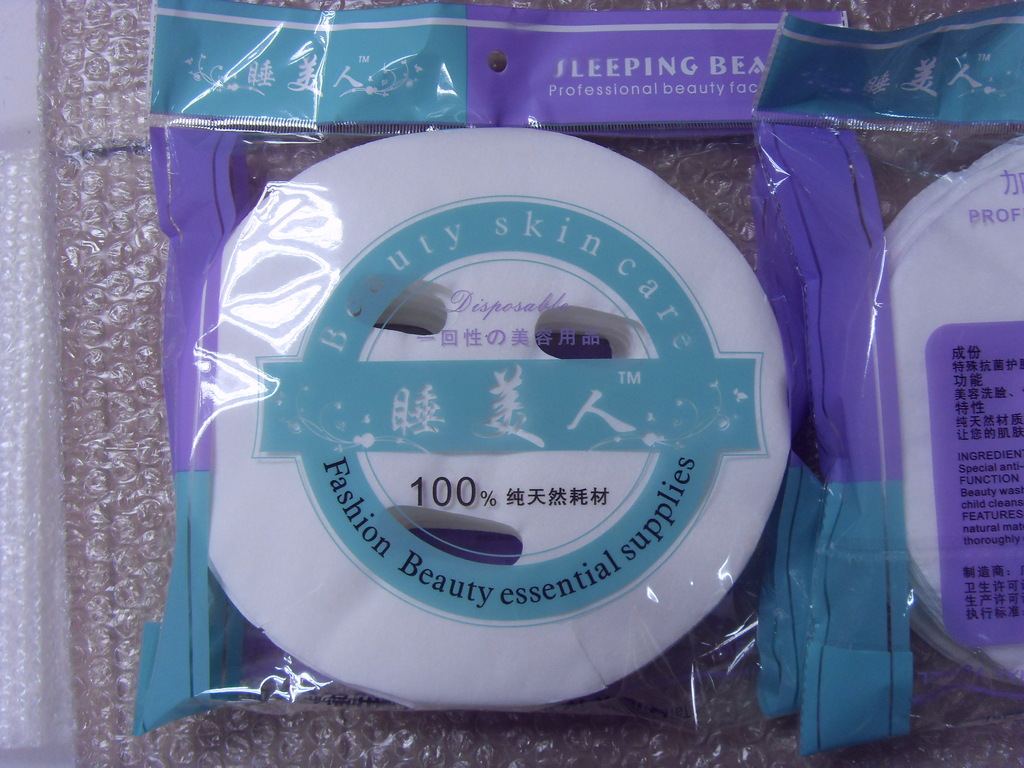 睡美人™
SLEEPING BEA
Professional beauty fac
睡美人™
Beauty skin care
Disposable
一回性の美容用品
睡美人™
100% 纯天然耗材
Fashion Beauty essential supplies
加
PROF
成份
特殊抗菌护
功能
美容洗脸、
特性
纯天然材质
让您的肌肤
INGREDIENT
Special anti-
FUNCTION
Beauty wash
child cleans
FEATURES
natural mate
thoroughly
制造商:
卫生许可
生产许可
执行标准